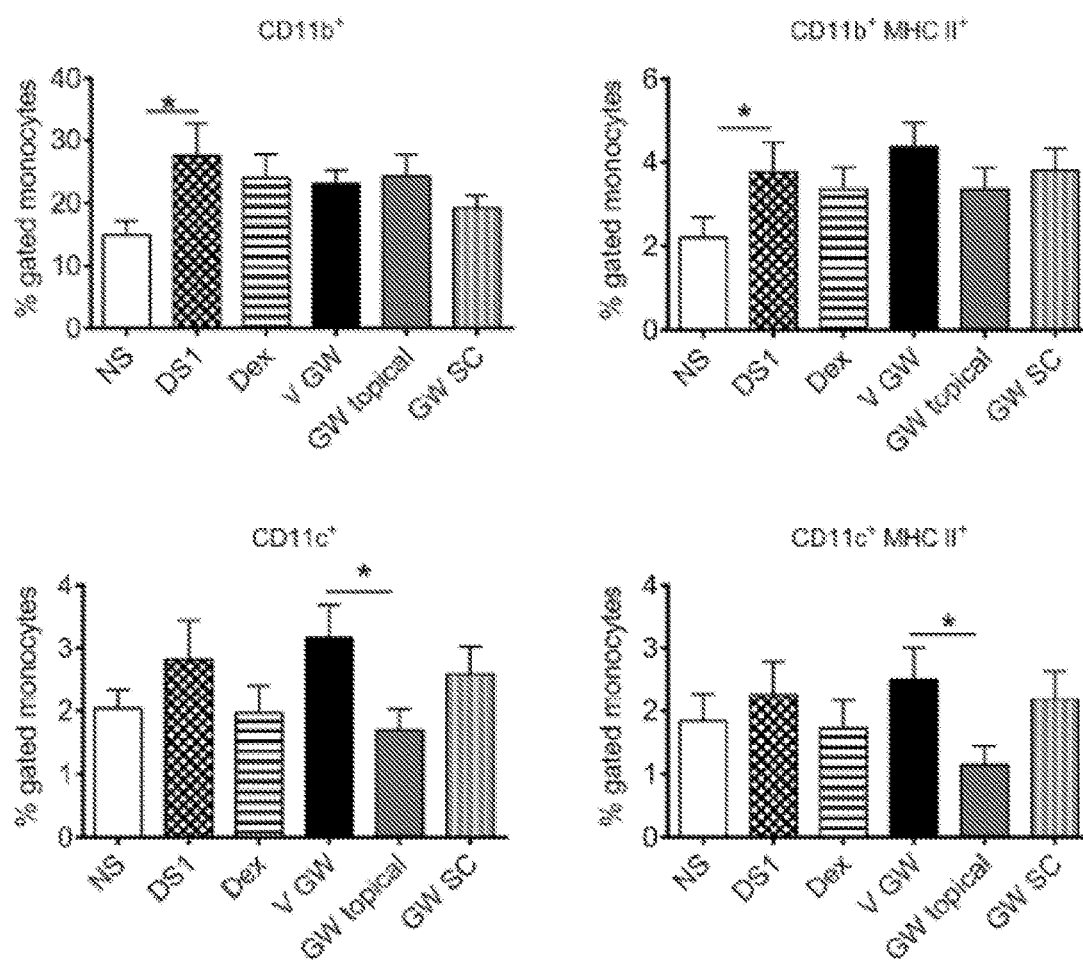 CD11b⁺
% gated monocytes
40
30
20
10
0
*
NS
DS1
Dex
V GW
GW topical
GW SC
CD11b⁺ MHC II⁺
% gated monocytes
6
4
2
0
*
NS
DS1
Dex
V GW
GW topical
GW SC
CD11c⁺
% gated monocytes
4
3
2
1
0
*
NS
DS1
Dex
V GW
GW topical
GW SC
CD11c⁺ MHC II⁺
% gated monocytes
4
3
2
1
0
*
NS
DS1
Dex
V GW
GW topical
GW SC